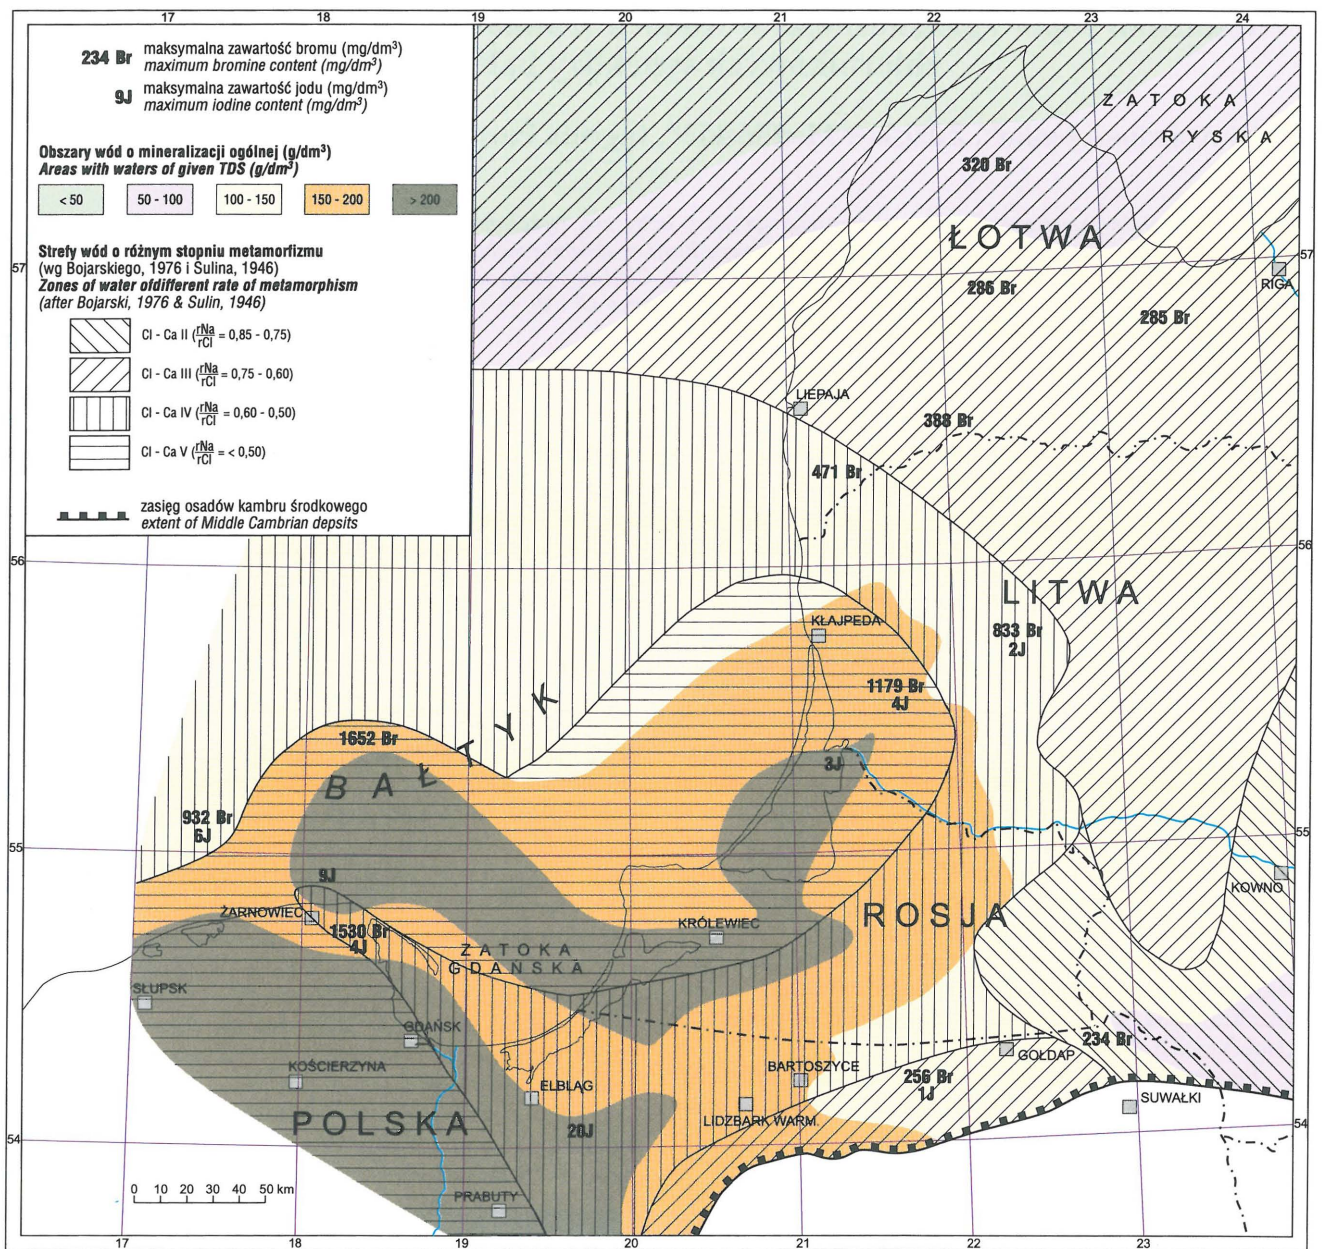 17 18 19 20 21 22 23 24
234 Br maksymalna zawartość bromu (mg/dm³)
maximum bromine content (mg/dm³)
9J maksymalna zawartość jodu (mg/dm³)
maximum iodine content (mg/dm³)
Obszary wód o mineralizacji ogólnej (g/dm³)
Areas with waters of given TDS (g/dm³)
< 50 50 - 100 100 - 150 150 - 200 > 200
Strefy wód o różnym stopniu metamorfizmu
(wg Bojarskiego, 1976 i Sulina, 1946)
Zones of water ofdifferent rate of metamorphism
(after Bojarski, 1976 & Sulin, 1946)
Cl - Ca II (rNa/rCl = 0,85 - 0,75)
Cl - Ca III (rNa/rCl = 0,75 - 0,60)
Cl - Ca IV (rNa/rCl = 0,60 - 0,50)
Cl - Ca V (rNa/rCl = < 0,50)
zasięg osadów kambru środkowego
extent of Middle Cambrian depsits
ZATOKA
RYSKA
320 Br
ŁOTWA
57
57
RIGA
286 Br
285 Br
LIEPAJA
388 Br
471 Br
56
56
LITWA
KŁAJPEDA
833 Br
2J
1179 Br
4J
BAŁTYK
1652 Br
3J
932 Br
6J
55
55
9J
KOWNO
ŻARNOWIEC
1530 Br
4J
KRÓLEWIEC
ROSJA
ZATOKA
GDAŃSKA
SŁUPSK
GDAŃSK
234 Br
GOŁDAP
KOŚCIERZYNA
ELBLĄG
BARTOSZYCE
256 Br
1J
SUWAŁKI
POLSKA
20J
LIDZBARK WARM.
54
54
0 10 20 30 40 50 km
PRABUTY
17 18 19 20 21 22 23